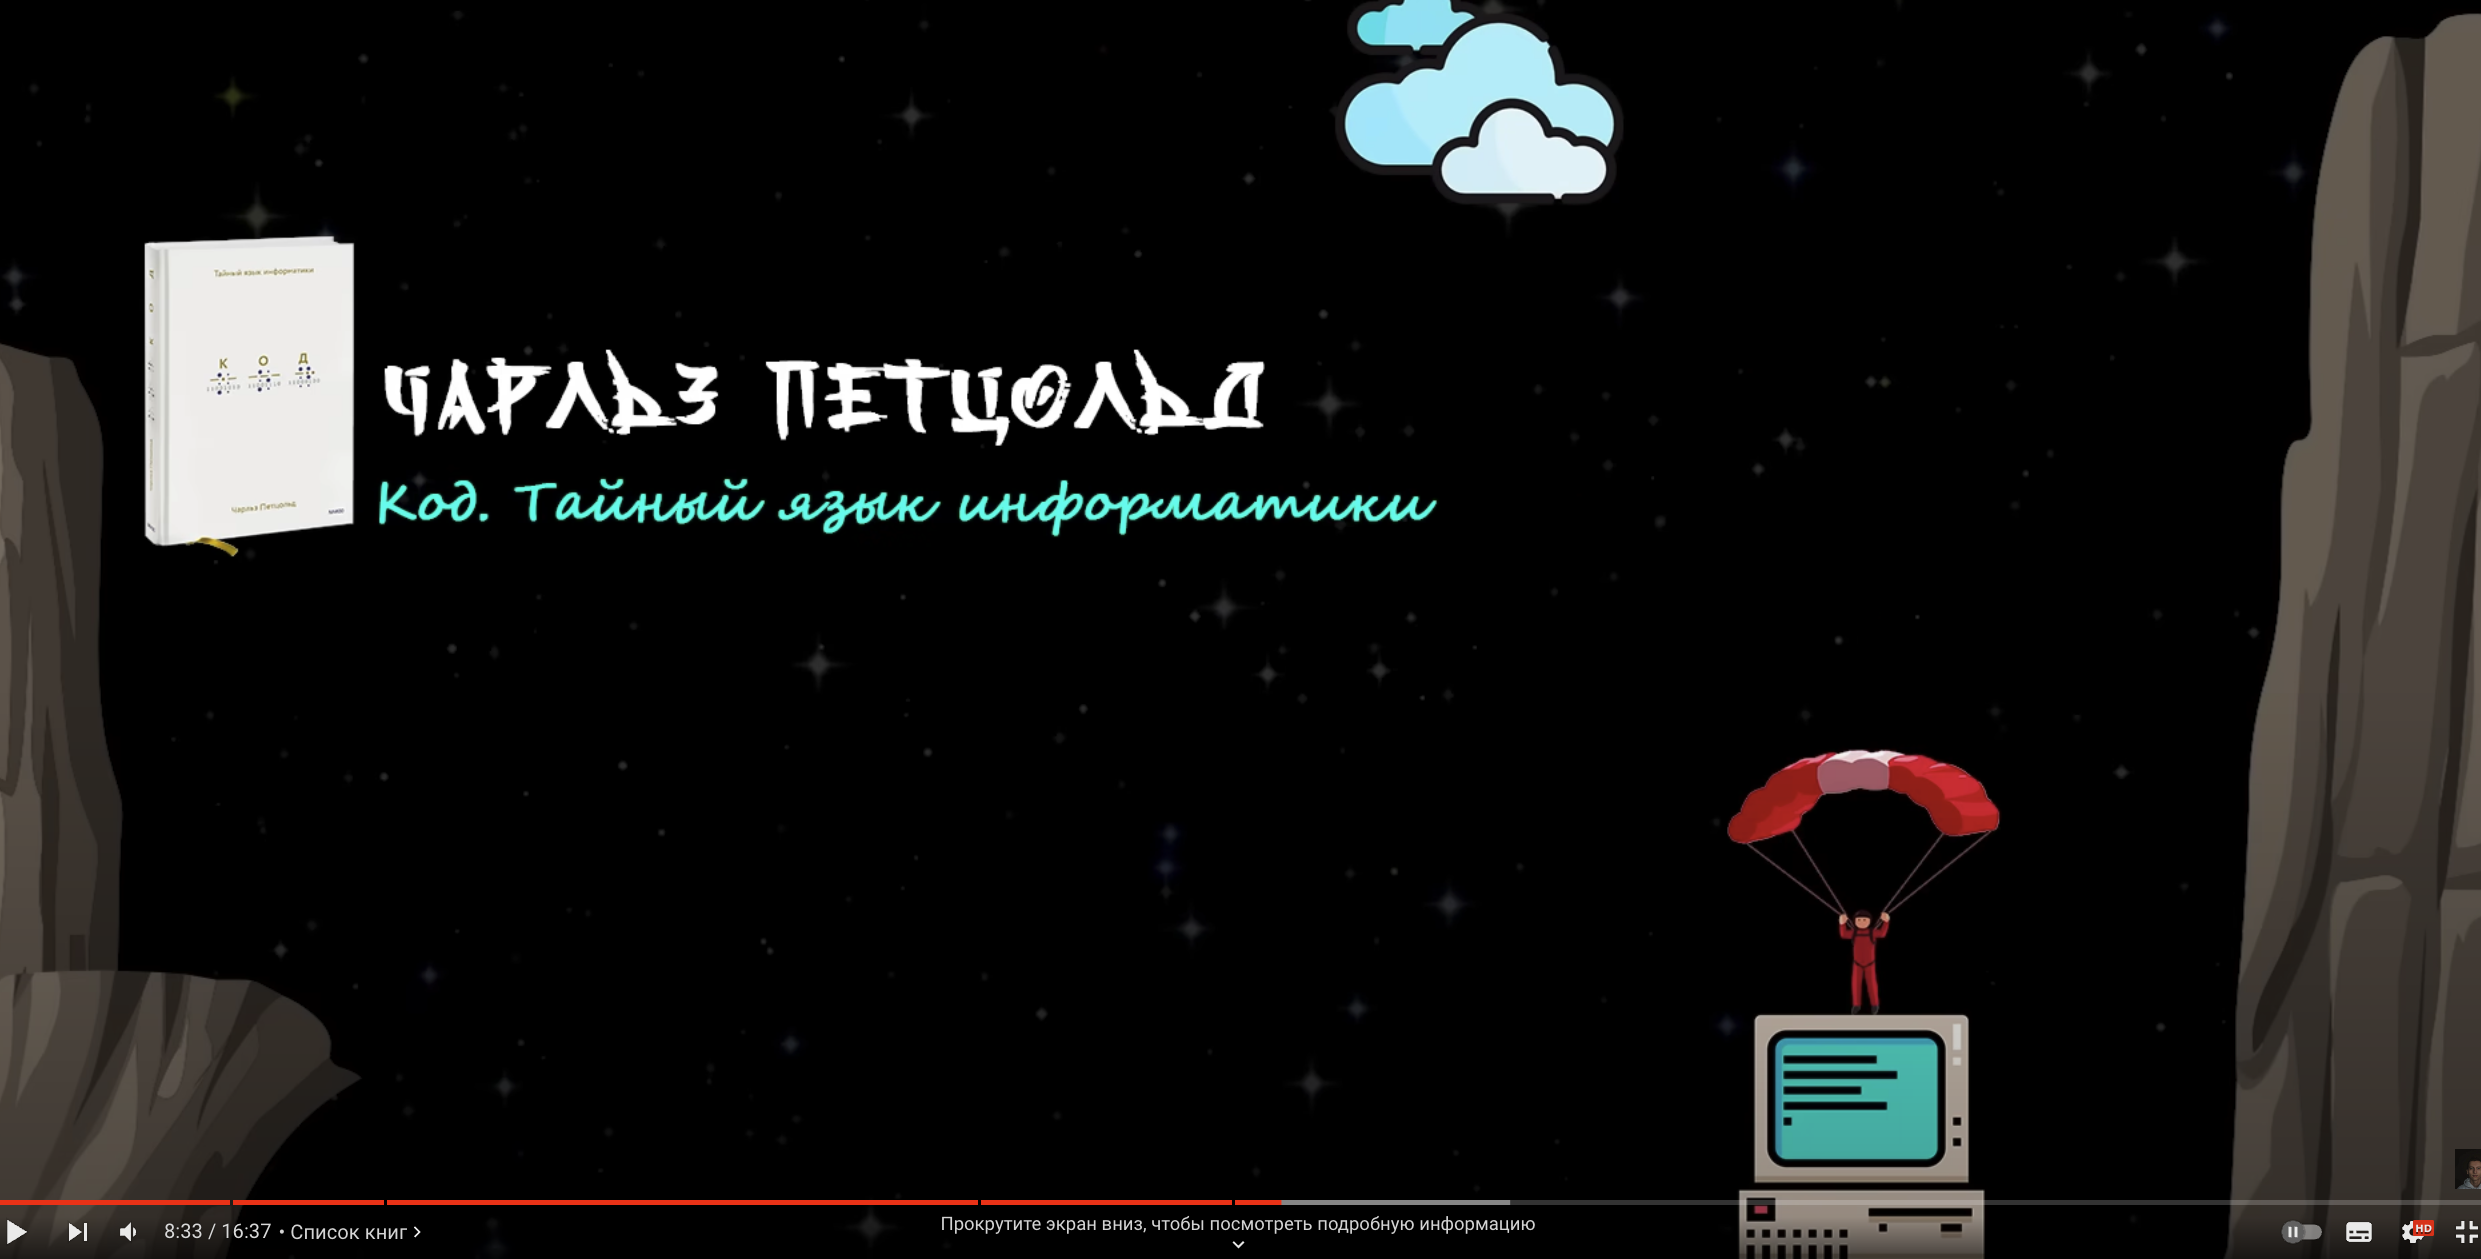 Тайный язык информатики
К О Д
Чарльз Петцольд
ЧАРЛЬЗ ПЕТЦОЛЬД
Код. Тайный язык информатики
8:33 / 16:37 • Список книг
Прокрутите экран вниз, чтобы посмотреть подробную информацию
HD